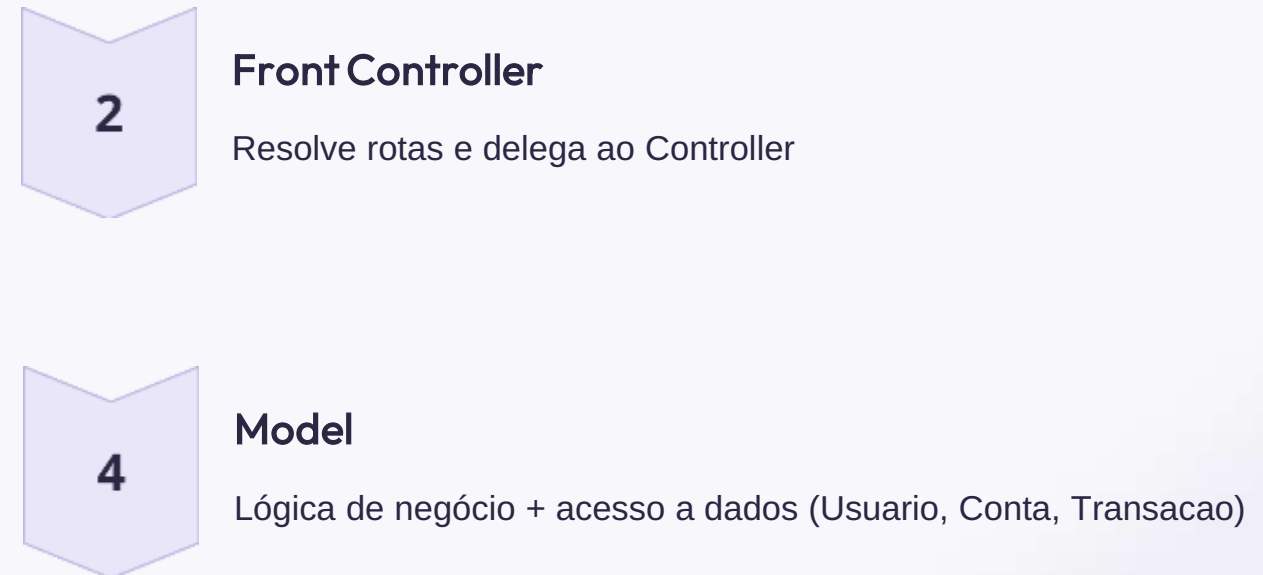 2
Front Controller
Resolve rotas e delega ao Controller
4
Model
Lógica de negócio + acesso a dados (Usuario, Conta, Transacao)